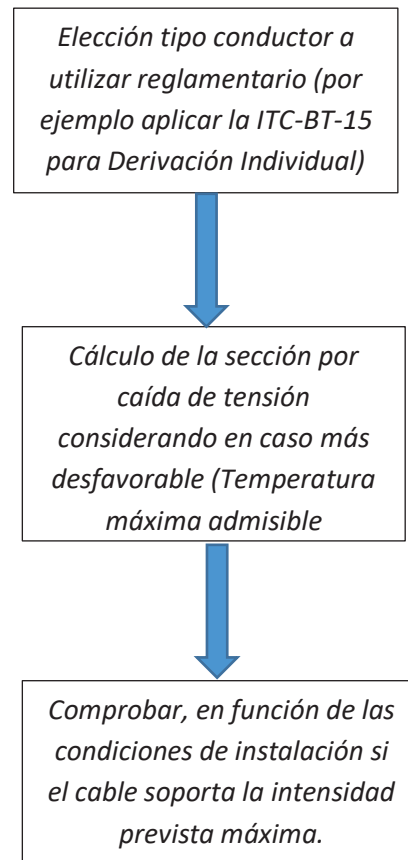 Elección tipo conductor a
utilizar reglamentario (por
ejemplo aplicar la ITC-BT-15
para Derivación Individual)
Cálculo de la sección por
caída de tensión
considerando en caso más
desfavorable (Temperatura
máxima admisible
Comprobar, en función de las
condiciones de instalación si
el cable soporta la intensidad
prevista máxima.